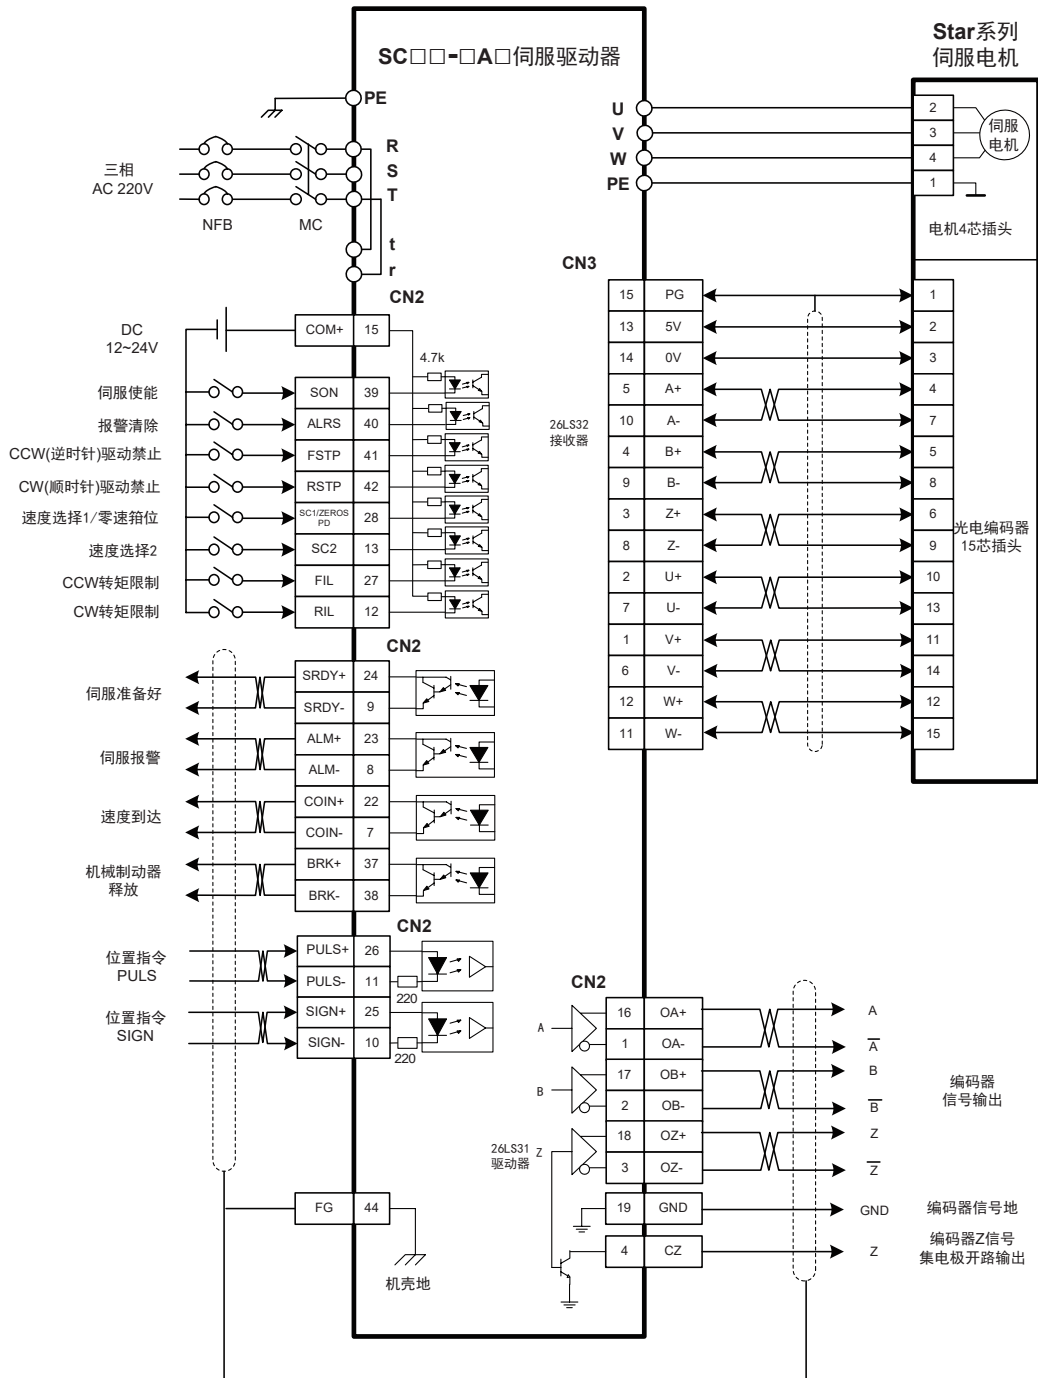 SC□□-□A□伺服驱动器
Star系列
伺服电机
PE
三相
AC 220V
NFB
MC
R
S
T
t
r
U
V
W
PE
2
3
4
1
伺服
电机
电机4芯插头
CN2
DC
12~24V
COM+ 15
4.7k
伺服使能 SON 39
报警清除 ALRS 40
CCW(逆时针)驱动禁止 FSTP 41
CW(顺时针)驱动禁止 RSTP 42
速度选择1/零速箝位 SC1/ZEROS
PD 28
速度选择2 SC2 13
CCW转矩限制 FIL 27
CW转矩限制 RIL 12
CN3
26LS32
接收器
15 PG 1
13 5V 2
14 0V 3
5 A+ 4
10 A- 7
4 B+ 5
9 B- 8
3 Z+ 6
8 Z- 9
2 U+ 10
7 U- 13
1 V+ 11
6 V- 14
12 W+ 12
11 W- 15
光电编码器
15芯插头
CN2
伺服准备好
SRDY+ 24
SRDY- 9
伺服报警
ALM+ 23
ALM- 8
速度到达
COIN+ 22
COIN- 7
机械制动器
释放
BRK+ 37
BRK- 38
CN2
位置指令
PULS
PULS+ 26
PULS- 11
220
位置指令
SIGN
SIGN+ 25
SIGN- 10
220
FG 44
机壳地
CN2
A
16 OA+ A
1 OA- A̅
B
17 OB+ B
2 OB- B̅
26LS31
驱动器
Z
18 OZ+ Z
3 OZ- Z̅
编码器
信号输出
19 GND GND 编码器信号地
4 CZ Z
编码器Z信号
集电极开路输出